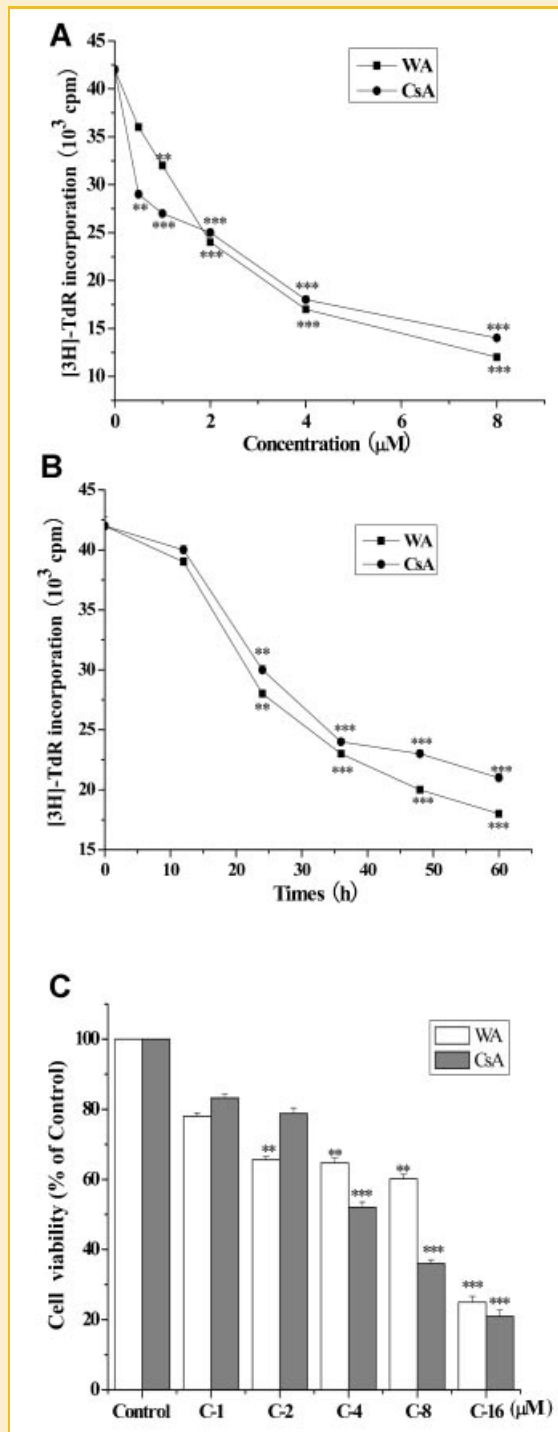 A
[3H]-TdR incorporation (10³ cpm)
45
40
35
30
25
20
15
10
WA
CsA
**
**
***
***
***
***
***
***
***
0
2
4
6
8
Concentration (μM)
B
[3H]-TdR incorporation (10³ cpm)
45
40
35
30
25
20
15
WA
CsA
**
**
***
***
***
***
***
***
0
10
20
30
40
50
60
Times (h)
C
Cell viability (% of Control)
100
80
60
40
20
0
WA
CsA
**
**
***
**
***
***
***
Control
C-1
C-2
C-4
C-8
C-16
(μM)